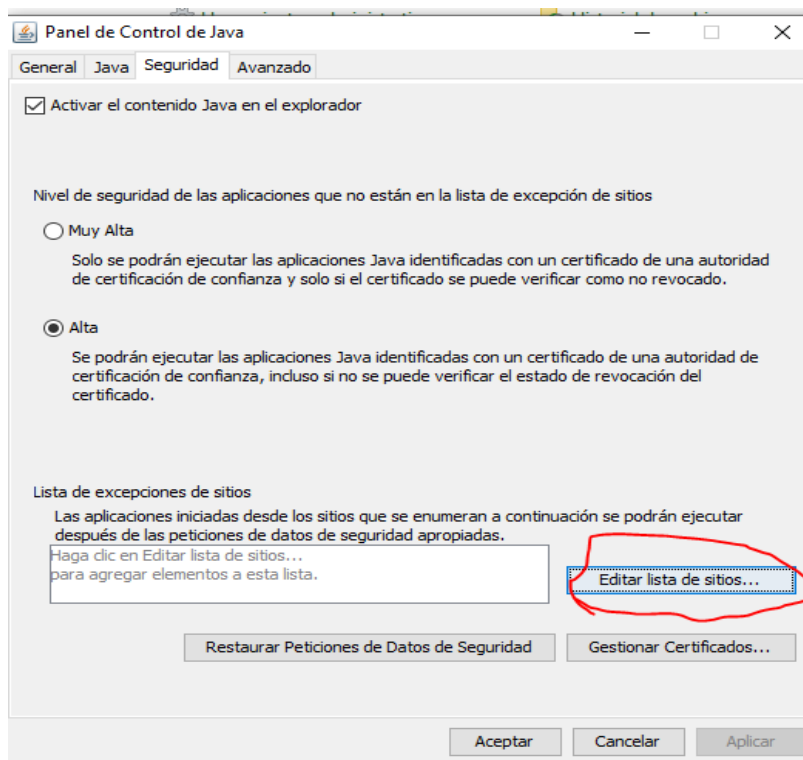 Panel de Control de Java
General Java Seguridad Avanzado
Activar el contenido Java en el explorador
Nivel de seguridad de las aplicaciones que no están en la lista de excepción de sitios
Muy Alta
Solo se podrán ejecutar las aplicaciones Java identificadas con un certificado de una autoridad
de certificación de confianza y solo si el certificado se puede verificar como no revocado.
Alta
Se podrán ejecutar las aplicaciones Java identificadas con un certificado de una autoridad de
certificación de confianza, incluso si no se puede verificar el estado de revocación del
certificado.
Lista de excepciones de sitios
Las aplicaciones iniciadas desde los sitios que se enumeran a continuación se podrán ejecutar
después de las peticiones de datos de seguridad apropiadas.
Haga clic en Editar lista de sitios...
para agregar elementos a esta lista.
Editar lista de sitios...
Restaurar Peticiones de Datos de Seguridad Gestionar Certificados...
Aceptar Cancelar Aplicar